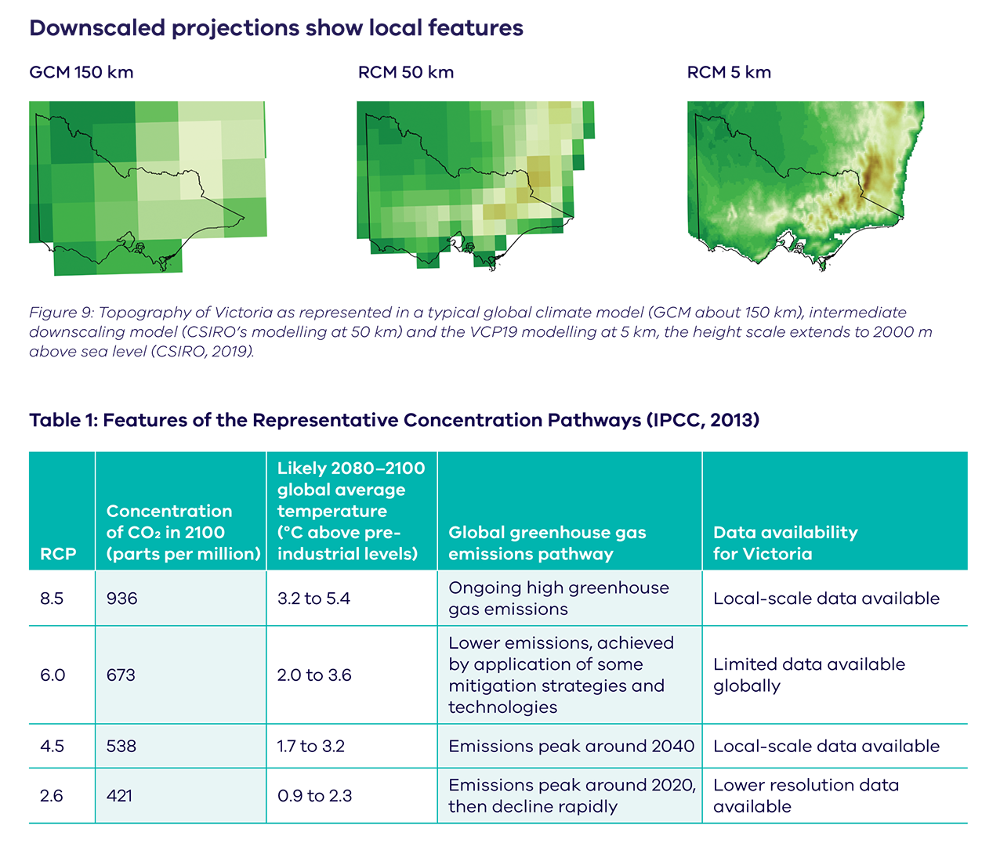 Downscaled projections show local features
GCM 150 km
RCM 50 km
RCM 5 km
Figure 9: Topography of Victoria as represented in a typical global climate model (GCM about 150 km), intermediate
downscaling model (CSIRO’s modelling at 50 km) and the VCP19 modelling at 5 km, the height scale extends to 2000 m
above sea level (CSIRO, 2019).
Table 1: Features of the Representative Concentration Pathways (IPCC, 2013)
RCP
Concentration
of CO₂ in 2100
(parts per million)
Likely 2080–2100
global average
temperature
(°C above pre-
industrial levels)
Global greenhouse gas
emissions pathway
Data availability
for Victoria
8.5
936
3.2 to 5.4
Ongoing high greenhouse
gas emissions
Local-scale data available
6.0
673
2.0 to 3.6
Lower emissions, achieved
by application of some
mitigation strategies and
technologies
Limited data available
globally
4.5
538
1.7 to 3.2
Emissions peak around 2040
Local-scale data available
2.6
421
0.9 to 2.3
Emissions peak around 2020,
then decline rapidly
Lower resolution data
available